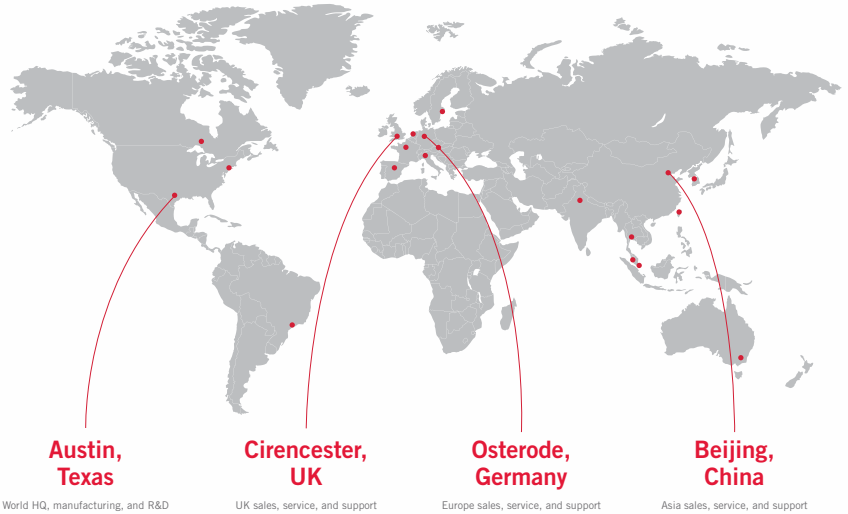 Austin,
Texas
World HQ, manufacturing, and R&D
Cirencester,
UK
UK sales, service, and support
Osterode,
Germany
Europe sales, service, and support
Beijing,
China
Asia sales, service, and support